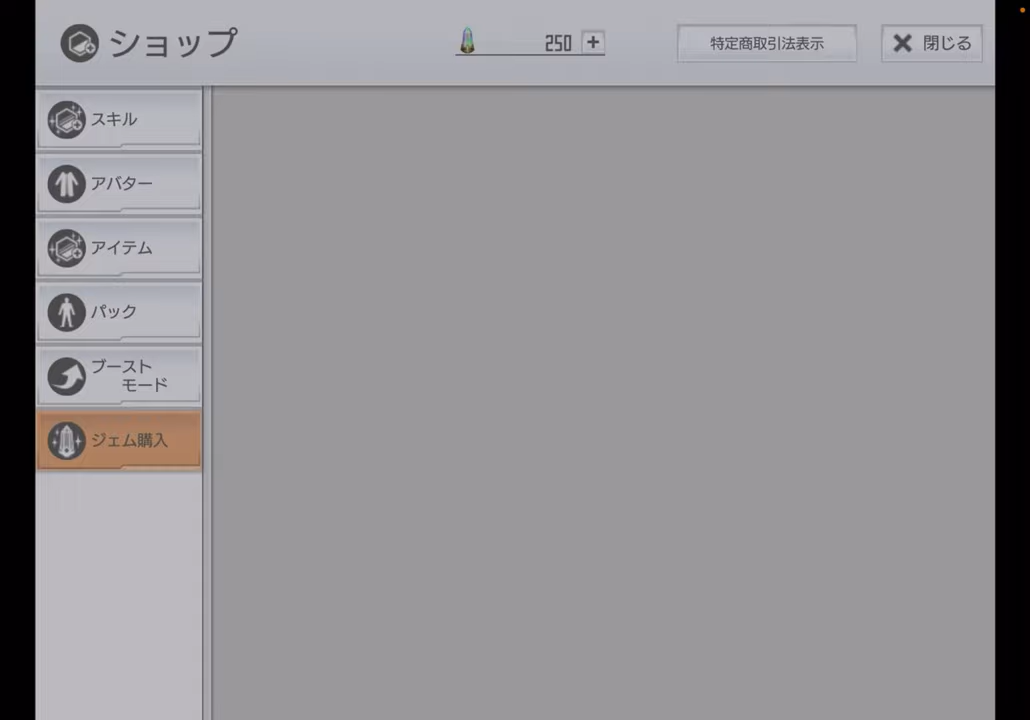 ショップ
250
特定商取引法表示
閉じる
スキル
アバター
アイテム
パック
ブースト
モード
ジェム購入